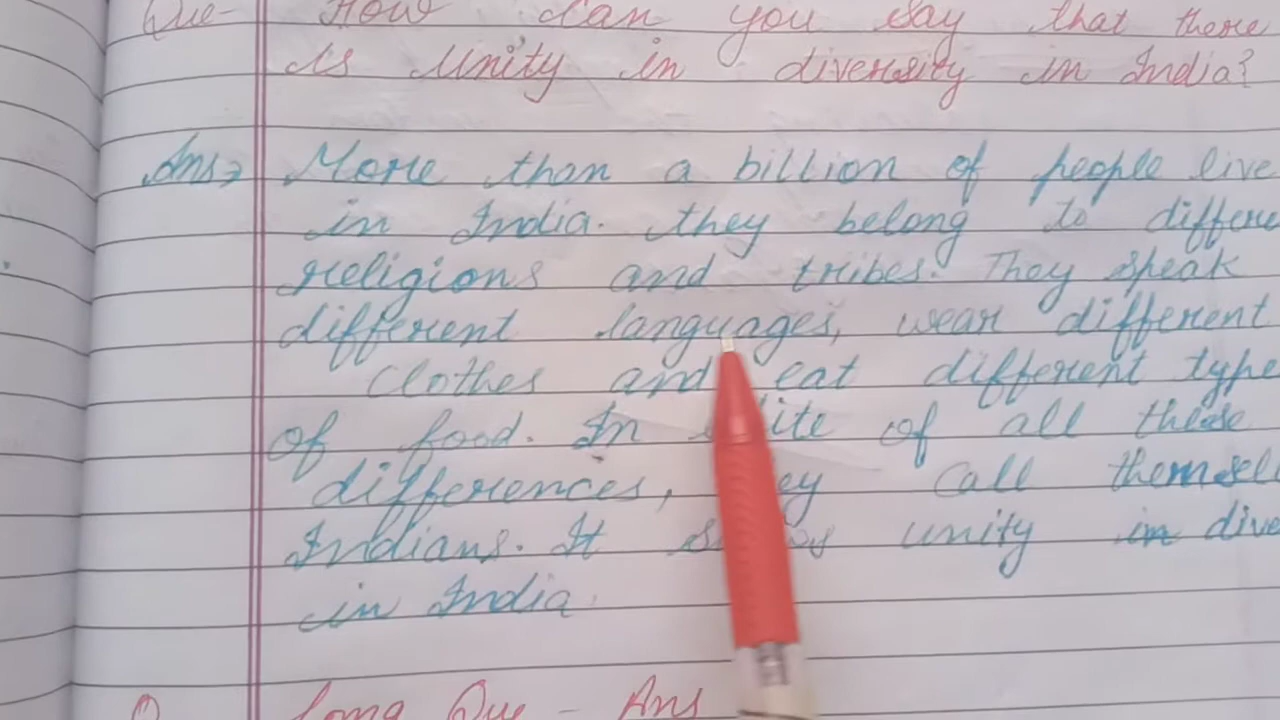 Que- How can you say that there
is unity in diversity in India?
Ans→ More than a billion of people live
in India. they belong to differe
religions and tribes. They speak
different languages, wear different
clothes and eat different type
of food. In of all these
differences, call themsel
Indians. It unity in dive
in India.
Long Que - Ans